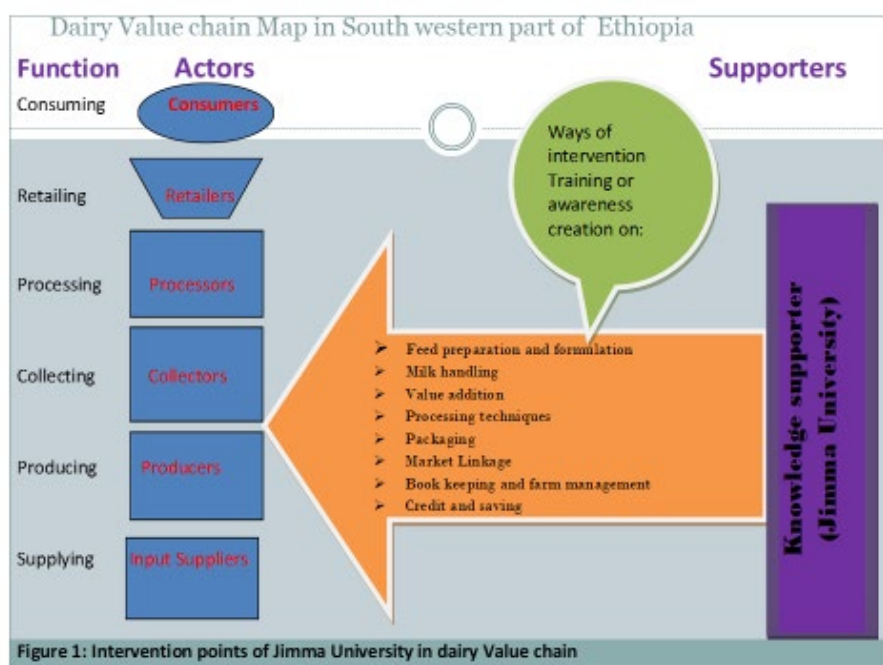 Dairy Value chain Map in South western part of Ethiopia
Function Actors Supporters
Consuming Consumers
Retailing Retailers
Processing Processors
Collecting Collectors
Producing Producers
Supplying Input Suppliers
Ways of
intervention
Training or
awareness
creation on:
➢ Feed preparation and formulation
➢ Milk handling
➢ Value addition
➢ Processing techniques
➢ Packaging
➢ Market Linkage
➢ Book keeping and farm management
➢ Credit and saving
Knowledge supporter
(Jimma University)
Figure 1: Intervention points of Jimma University in dairy Value chain